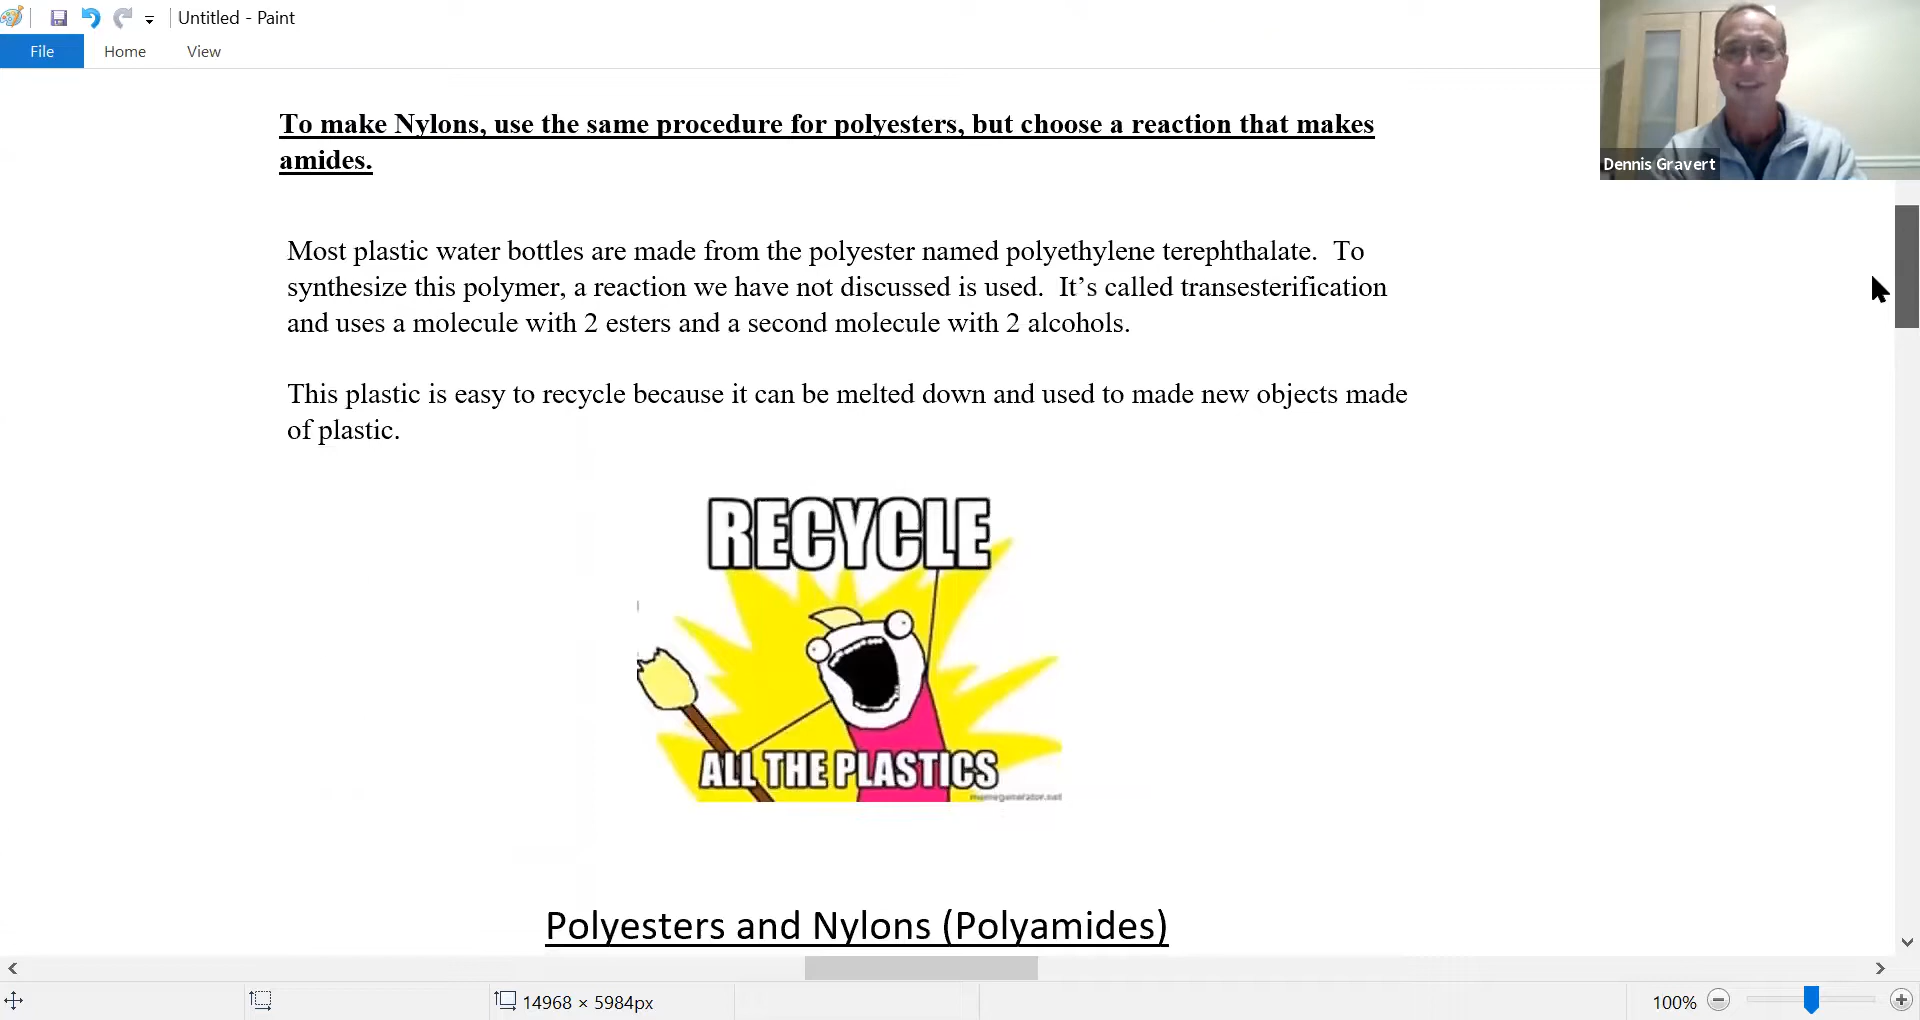 Untitled - Paint
File Home View
Dennis Gravert
To make Nylons, use the same procedure for polyesters, but choose a reaction that makes
amides.
Most plastic water bottles are made from the polyester named polyethylene terephthalate. To
synthesize this polymer, a reaction we have not discussed is used. It’s called transesterification
and uses a molecule with 2 esters and a second molecule with 2 alcohols.
This plastic is easy to recycle because it can be melted down and used to made new objects made
of plastic.
RECYCLE
ALL THE PLASTICS
memegenerator.net
Polyesters and Nylons (Polyamides)
14968 × 5984px
100%